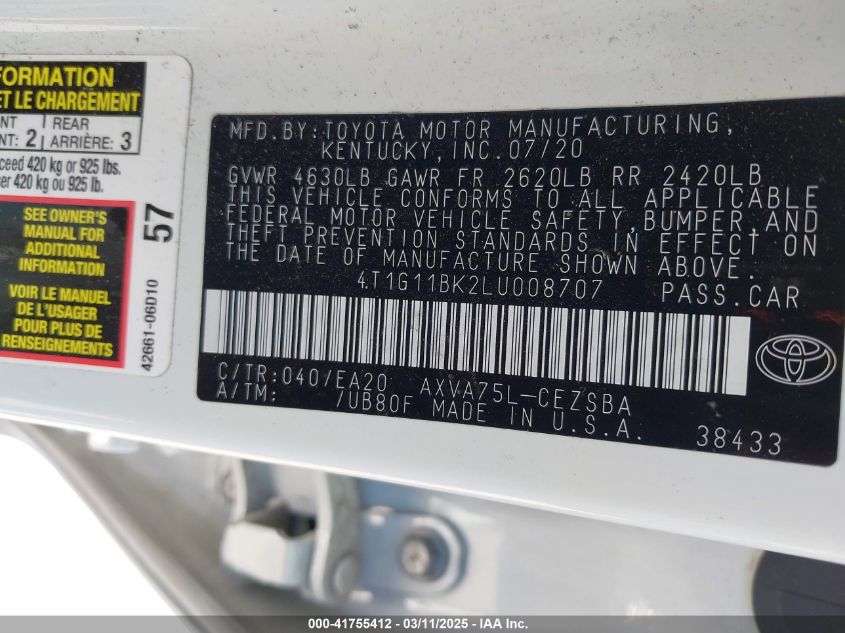 FORMATION
ET LE CHARGEMENT
REAR
: 2 ARRIÈRE: 3
ceed 420 kg or 925 lbs.
ser 420 kg ou 925 lb.
SEE OWNER'S
MANUAL FOR
ADDITIONAL
INFORMATION
VOIR LE MANUEL
DE L'USAGER
POUR PLUS DE
RENSEIGNEMENTS
57
42661-06D10
MFD.BY:TOYOTA MOTOR MANUFACTURING,
KENTUCKY,INC.07/20
GVWR 4630LB GAWR FR 2620LB RR 2420LB
THIS VEHICLE CONFORMS TO ALL APPLICABLE
FEDERAL MOTOR VEHICLE SAFETY,BUMPER,AND
THEFT PREVENTION STANDARDS IN EFFECT ON
THE DATE OF MANUFACTURE SHOWN ABOVE.
4T1G11BK2LU008707 PASS.CAR
C/TR:040/EA20 AXVA75L-CEZSBA
A/TM: /UB80F MADE IN U.S.A.
38433
000-41755412 - 03/11/2025 - IAA Inc.